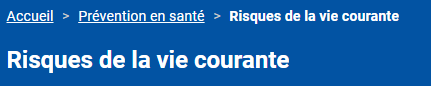 Accueil > Prévention en santé > Risques de la vie courante
Risques de la vie courante